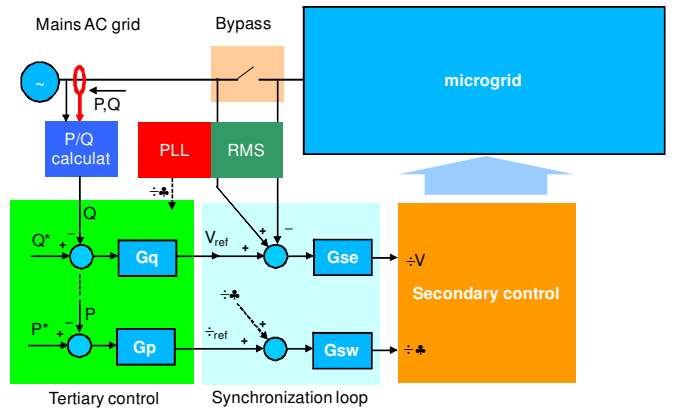 Mains AC grid
Bypass
~
P,Q
microgrid
P/Q
calculat
PLL
RMS
÷♣
Q
−
Q*
+
Gq
Vref
+
+
−
Gse
÷V
Secondary control
÷♣
+
P
−
P*
+
Gp
÷ref
+
Gsw
÷♣
Tertiary control
Synchronization loop